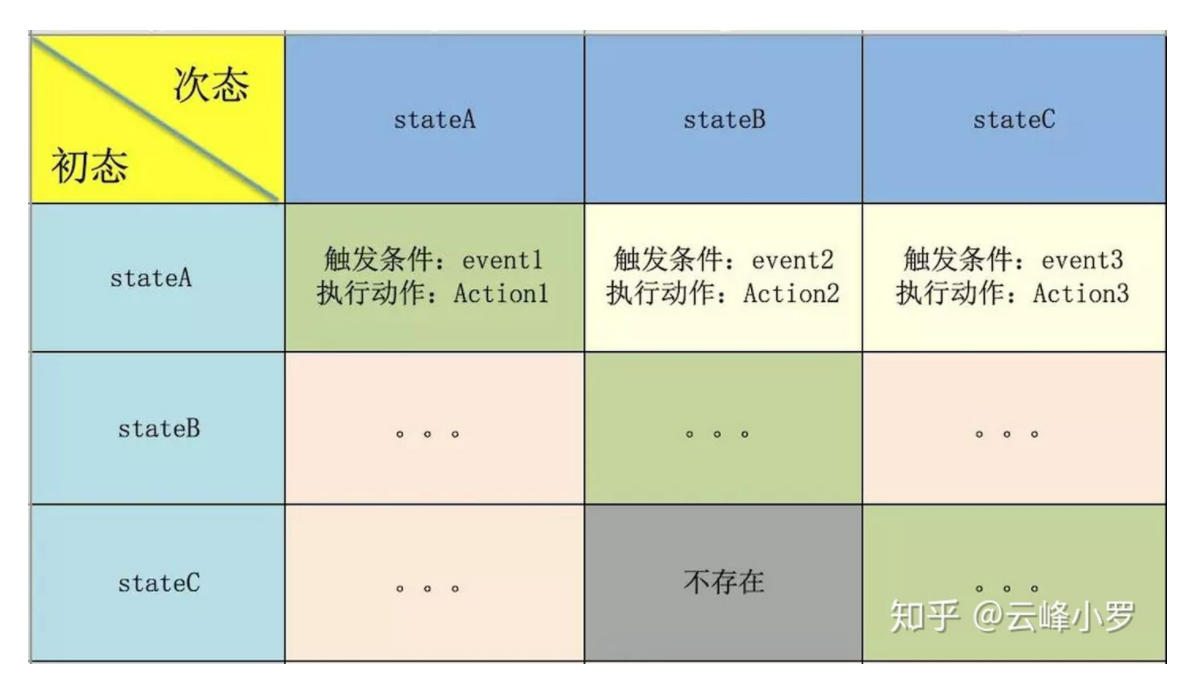 次态
初态
stateA
stateB
stateC
stateA
触发条件：event1
执行动作：Action1
触发条件：event2
执行动作：Action2
触发条件：event3
执行动作：Action3
stateB
。。。
。。。
。。。
stateC
。。。
不存在
。。。
知乎 @云峰小罗